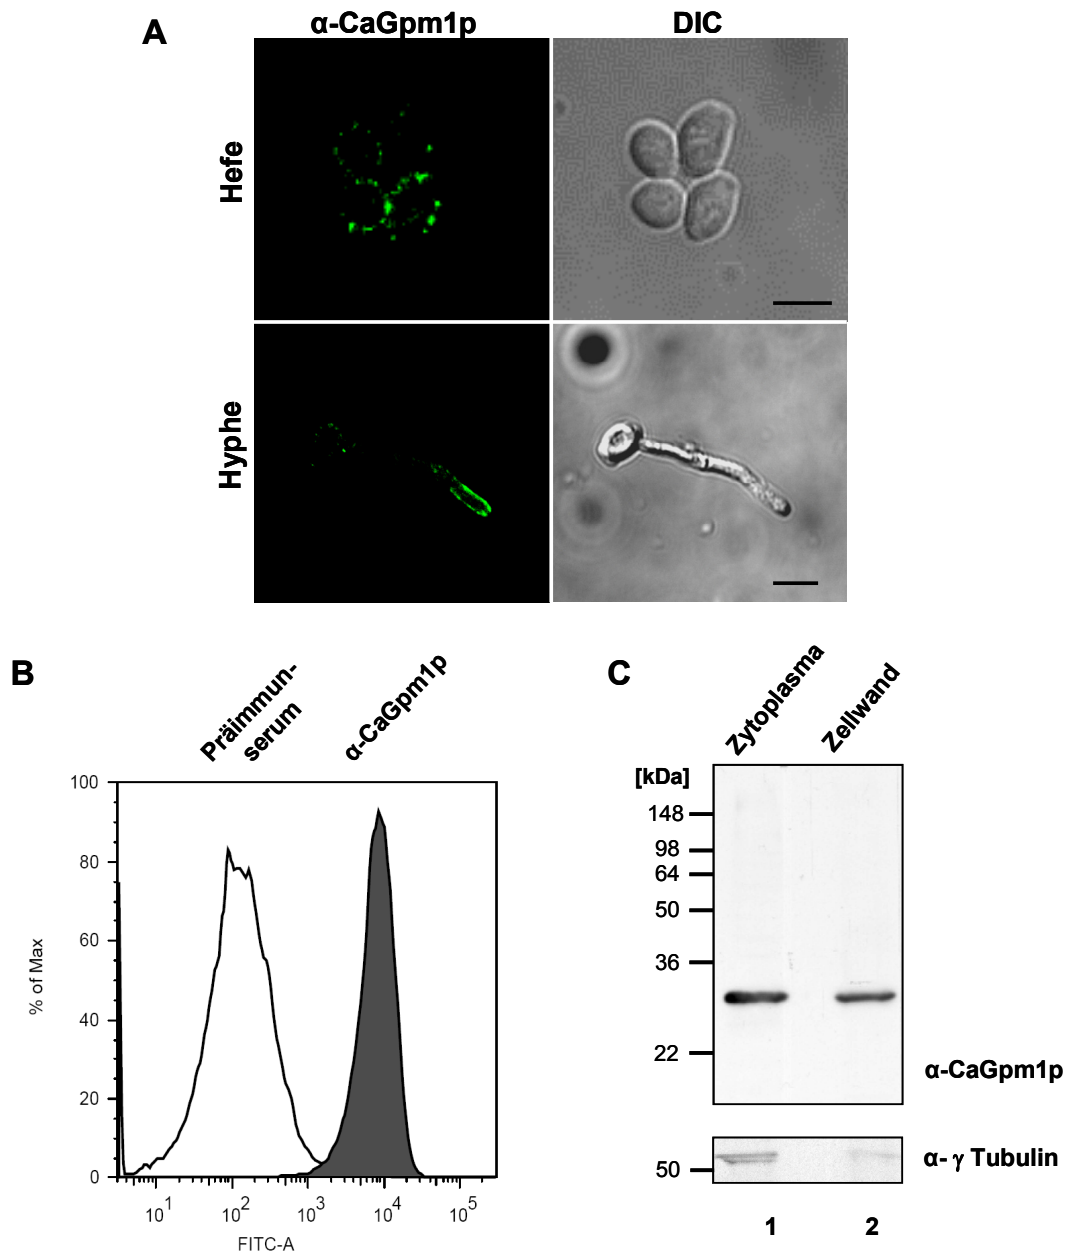 A
α-CaGpm1p
DIC
Hefe
Hyphe
B
Präimmun-
serum
α-CaGpm1p
100
80
60
40
20
0
% of Max
10¹
10²
10³
10⁴
10⁵
FITC-A
C
Zytoplasma
Zellwand
[kDa]
148
98
64
50
36
22
α-CaGpm1p
50
α- γ Tubulin
1
2